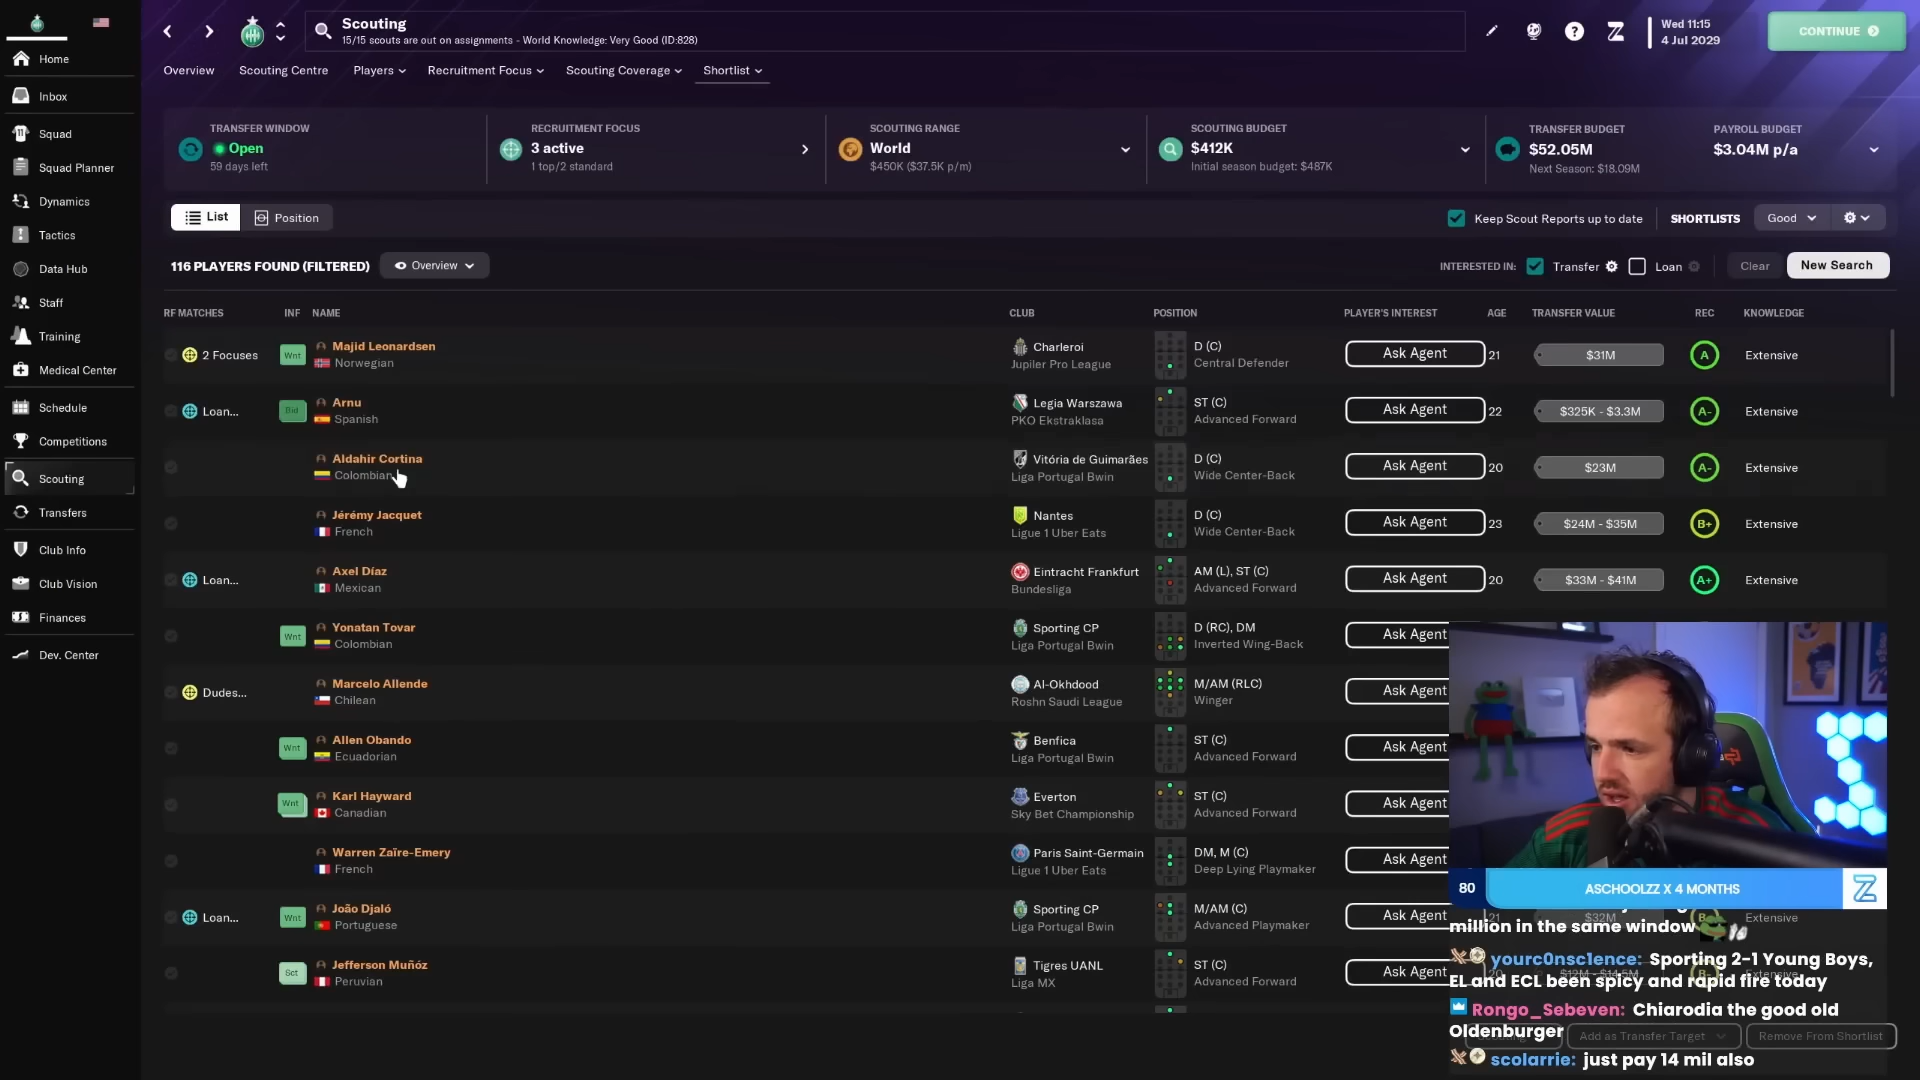 Scouting
15/15 scouts are out on assignments - World Knowledge: Very Good (ID:828)
Wed 11:15
4 Jul 2029
CONTINUE
Home
Inbox
Squad
Squad Planner
Dynamics
Tactics
Data Hub
Staff
Training
Medical Center
Schedule
Competitions
Scouting
Transfers
Club Info
Club Vision
Finances
Dev. Center
Overview
Scouting Centre
Players
Recruitment Focus
Scouting Coverage
Shortlist
TRANSFER WINDOW
Open
59 days left
RECRUITMENT FOCUS
3 active
1 top/2 standard
SCOUTING RANGE
World
$450K ($37.5K p/m)
SCOUTING BUDGET
$412K
Initial season budget: $487K
TRANSFER BUDGET
$52.05M
Next Season: $18.09M
PAYROLL BUDGET
$3.04M p/a
List
Position
Keep Scout Reports up to date
SHORTLISTS
Good
116 PLAYERS FOUND (FILTERED)
Overview
INTERESTED IN:
Transfer
Loan
Clear
New Search
RF MATCHES INF NAME CLUB POSITION PLAYER'S INTEREST AGE TRANSFER VALUE REC KNOWLEDGE
2 Focuses Wnt Majid Leonardsen Charleroi D (C) Ask Agent 21 $31M A Extensive
Norwegian Jupiler Pro League Central Defender
Loan... Bid Arnu Legia Warszawa ST (C) Ask Agent 22 $325K - $3.3M A- Extensive
Spanish PKO Ekstraklasa Advanced Forward
Aldahir Cortina Vitória de Guimarães D (C) Ask Agent 20 $23M A- Extensive
Colombian Liga Portugal Bwin Wide Center-Back
Jérémy Jacquet Nantes D (C) Ask Agent 23 $24M - $35M B+ Extensive
French Ligue 1 Uber Eats Wide Center-Back
Loan... Axel Díaz Eintracht Frankfurt AM (L), ST (C) Ask Agent 20 $33M - $41M A+ Extensive
Mexican Bundesliga Advanced Forward
Wnt Yonatan Tovar Sporting CP D (RC), DM Ask Agent
Colombian Liga Portugal Bwin Inverted Wing-Back
Dudes... Marcelo Allende Al-Okhdood M/AM (RLC) Ask Agent
Chilean Roshn Saudi League Winger
Wnt Allen Obando Benfica ST (C) Ask Agent
Ecuadorian Liga Portugal Bwin Advanced Forward
Wnt Karl Hayward Everton ST (C) Ask Agent
Canadian Sky Bet Championship Advanced Forward
Warren Zaïre-Emery Paris Saint-Germain DM, M (C) Ask Agent
French Ligue 1 Uber Eats Deep Lying Playmaker
Loan... Wnt João Djaló Sporting CP M/AM (C) Ask Agent 21 $32M Extensive
Portuguese Liga Portugal Bwin Advanced Playmaker
Sct Jefferson Muñóz Tigres UANL ST (C) Ask Agent 20 $12M - $14.5M Extensive
Peruvian Liga MX Advanced Forward
80
ASCHOOLZZ X 4 MONTHS
million in the same window
yourc0nsc1ence: Sporting 2-1 Young Boys,
EL and ECL been spicy and rapid fire today
Rongo_Sebeven: Chiarodia the good old
Oldenburger
scolarrie: just pay 14 mil also
Add as Transfer Target
Remove From Shortlist